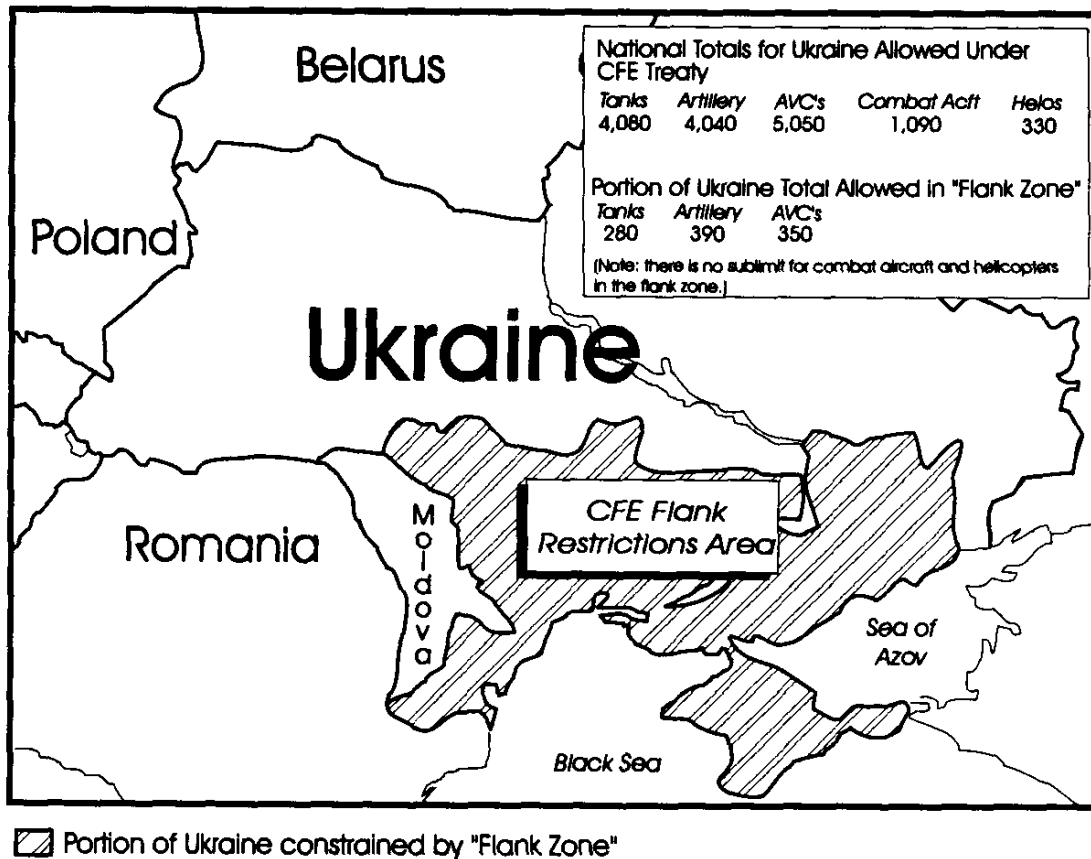 Belarus
National Totals for Ukraine Allowed Under
CFE Treaty
Tanks Artillery AVC's Combat Acft Helos
4,080 4,040 5,050 1,090 330
Portion of Ukraine Total Allowed in "Flank Zone"
Tanks Artillery AVC's
280 390 350
(Note: there is no sublimit for combat aircraft and helicopters
in the flank zone.)
Poland
Ukraine
Romania
Moldova
CFE Flank
Restrictions Area
Sea of
Azov
Black Sea
Portion of Ukraine constrained by "Flank Zone"